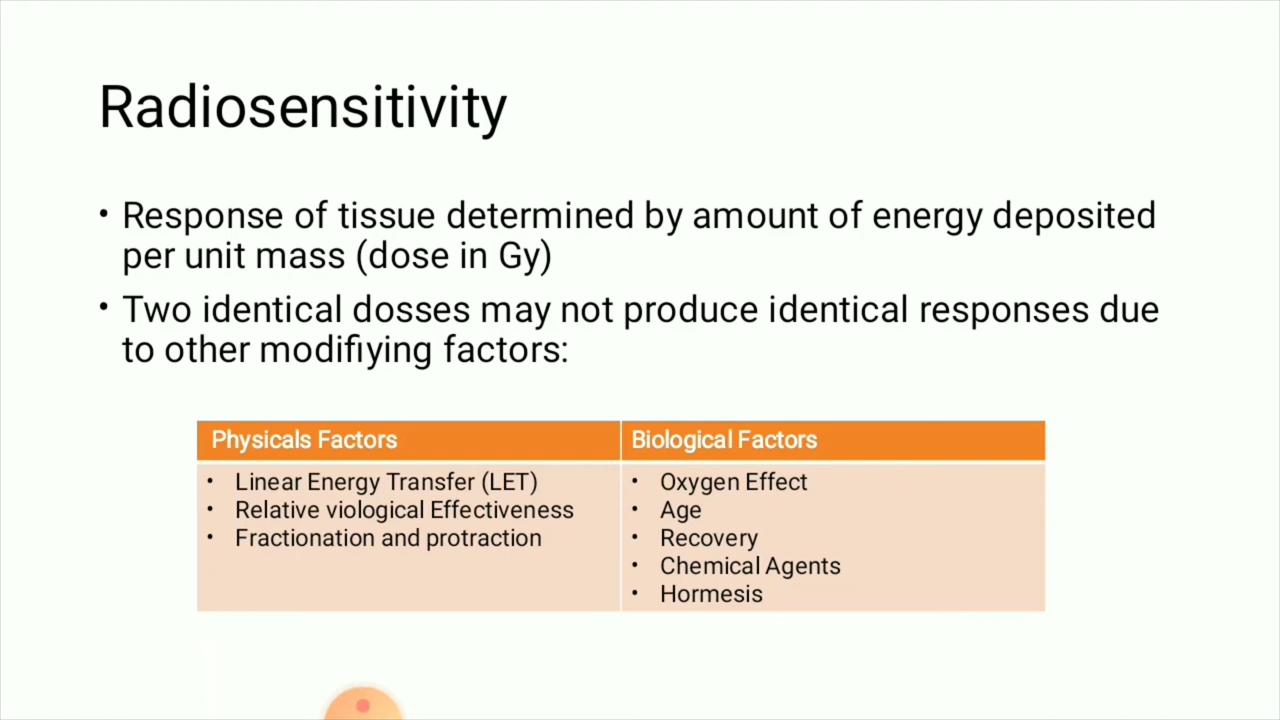 Radiosensitivity
• Response of tissue determined by amount of energy deposited
per unit mass (dose in Gy)
• Two identical dosses may not produce identical responses due
to other modifiying factors:
Physicals Factors
• Linear Energy Transfer (LET)
• Relative viological Effectiveness
• Fractionation and protraction
Biological Factors
• Oxygen Effect
• Age
• Recovery
• Chemical Agents
• Hormesis